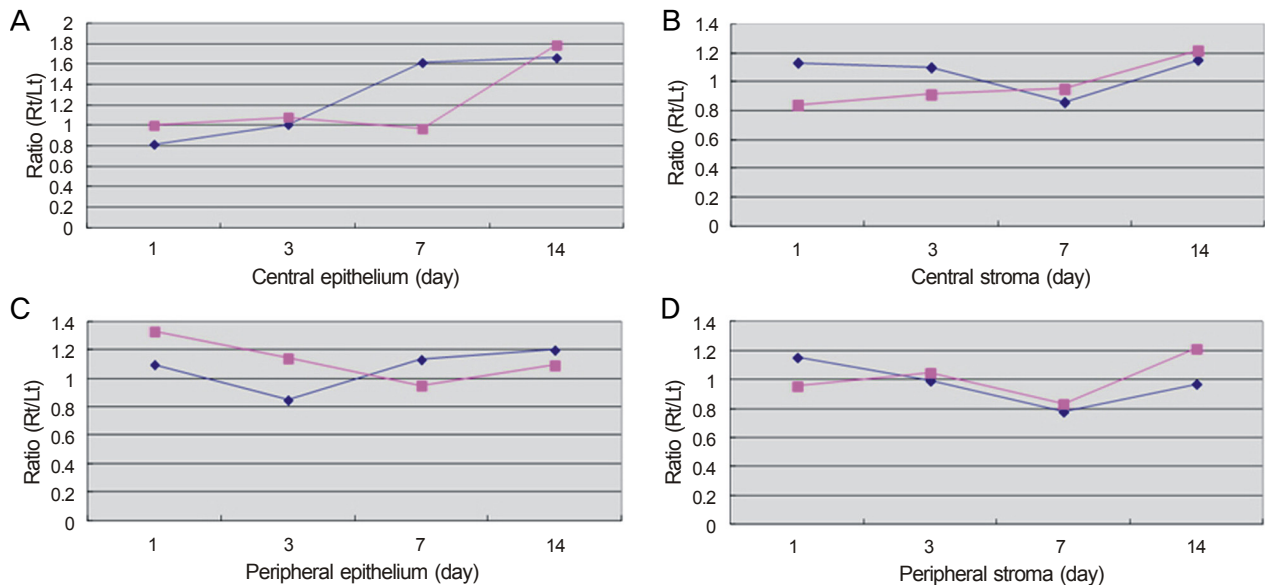 A
Ratio (Rt/Lt)
2
1.8
1.6
1.4
1.2
1
0.8
0.6
0.4
0.2
0
1 3 7 14
Central epithelium (day)
B
Ratio (Rt/Lt)
1.4
1.2
1
0.8
0.6
0.4
0.2
0
1 3 7 14
Central stroma (day)
C
Ratio (Rt/Lt)
1.4
1.2
1
0.8
0.6
0.4
0.2
0
1 3 7 14
Peripheral epithelium (day)
D
Ratio (Rt/Lt)
1.4
1.2
1
0.8
0.6
0.4
0.2
0
1 3 7 14
Peripheral stroma (day)